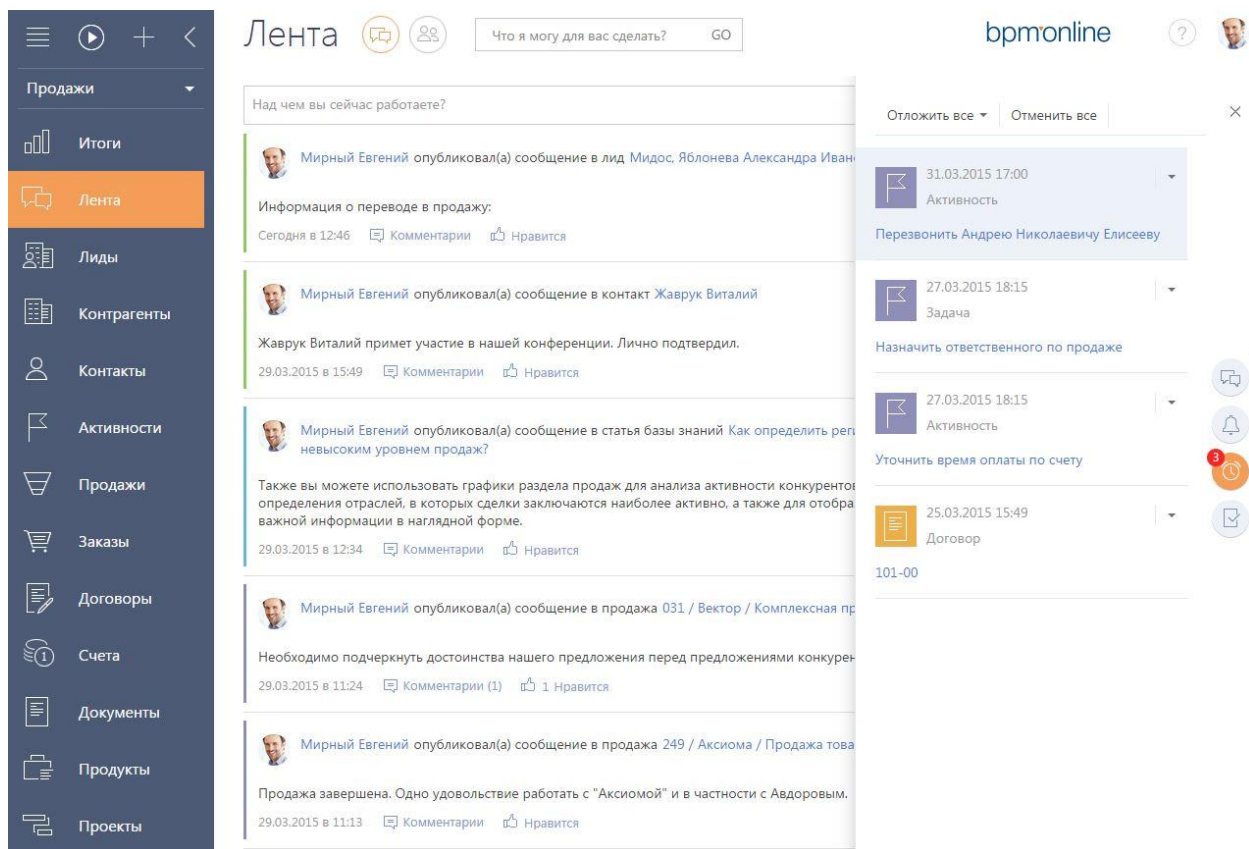 Лента
Что я могу для вас сделать? GO
bpmonline
?
Продажи
Итоги
Лента
Лиды
Контрагенты
Контакты
Активности
Продажи
Заказы
Договоры
Счета
Документы
Продукты
Проекты
Над чем вы сейчас работаете?
Мирный Евгений опубликовал(а) сообщение в лид Мидос, Яблонева Александра Иван
Информация о переводе в продажу:
Сегодня в 12:46 Комментарии Нравится
Мирный Евгений опубликовал(а) сообщение в контакт Жаврук Виталий
Жаврук Виталий примет участие в нашей конференции. Лично подтвердил.
29.03.2015 в 15:49 Комментарии Нравится
Мирный Евгений опубликовал(а) сообщение в статья базы знаний Как определить рег
невысоким уровнем продаж?
Также вы можете использовать графики раздела продаж для анализа активности конкурентов
определения отраслей, в которых сделки заключаются наиболее активно, а также для отобра
важной информации в наглядной форме.
29.03.2015 в 12:34 Комментарии Нравится
Мирный Евгений опубликовал(а) сообщение в продажа 031 / Вектор / Комплексная пр
Необходимо подчеркнуть достоинства нашего предложения перед предложениями конкурен
29.03.2015 в 11:24 Комментарии (1) 1 Нравится
Мирный Евгений опубликовал(а) сообщение в продажа 249 / Аксиома / Продажа това
Продажа завершена. Одно удовольствие работать с "Аксиомой" и в частности с Авдоровым.
29.03.2015 в 11:13 Комментарии Нравится
Отложить все Отменить все
31.03.2015 17:00
Активность
Перезвонить Андрею Николаевичу Елисееву
27.03.2015 18:15
Задача
Назначить ответственного по продаже
27.03.2015 18:15
Активность
Уточнить время оплаты по счету
25.03.2015 15:49
Договор
101-00
3